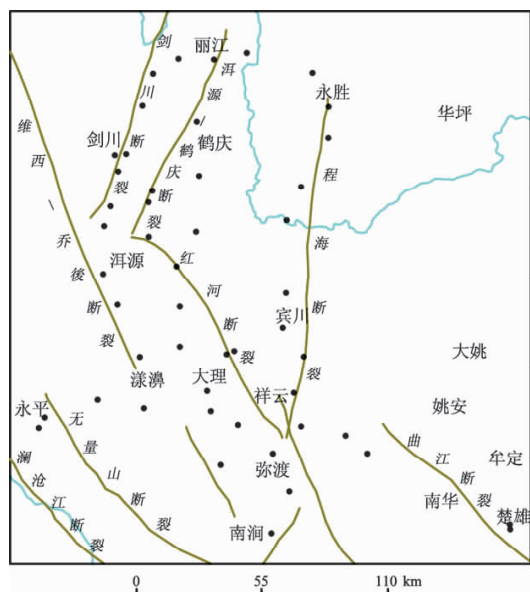 丽江
永胜
华坪
剑川
鹤庆
洱源
宾川
大姚
漾濞
大理
祥云
姚安
永平
弥渡
牟定
南华
楚雄
南涧
剑川断裂
洱源/鹤庆断裂
维西/乔後断裂
红河断裂
程海断裂
无量山断裂
澜沧江断裂
曲江断裂
0 55 110 km